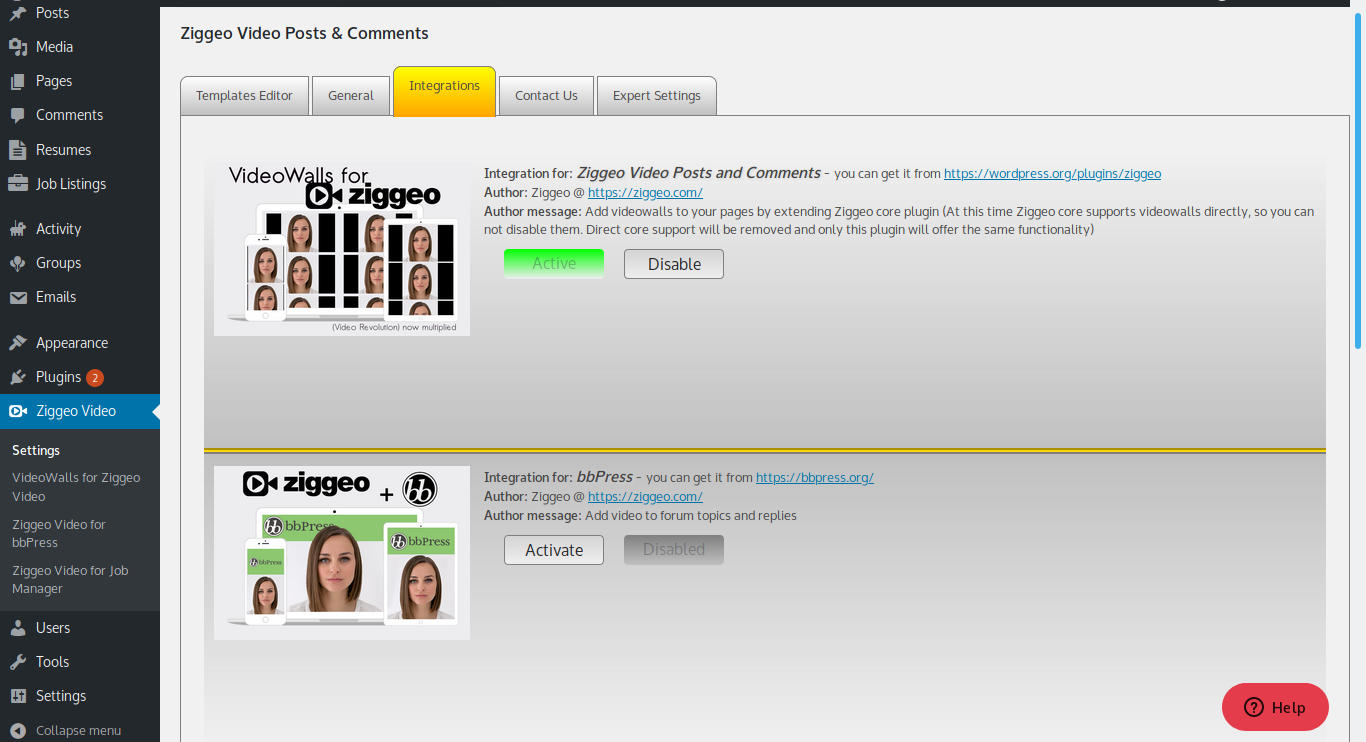 Posts
Media
Pages
Comments
Resumes
Job Listings
Activity
Groups
Emails
Appearance
Plugins 2
Ziggeo Video
Settings
VideoWalls for Ziggeo
Video
Ziggeo Video for
bbPress
Ziggeo Video for Job
Manager
Users
Tools
Settings
Collapse menu
Ziggeo Video Posts & Comments
Templates Editor
General
Integrations
Contact Us
Expert Settings
VideoWalls for
ziggeo
(Video Revolution) now multiplied
Integration for: Ziggeo Video Posts and Comments - you can get it from https://wordpress.org/plugins/ziggeo
Author: Ziggeo @ https://ziggeo.com/
Author message: Add videowalls to your pages by extending Ziggeo core plugin (At this time Ziggeo core supports videowalls directly, so you can
not disable them. Direct core support will be removed and only this plugin will offer the same functionality)
Active
Disable
ziggeo + bb
bb bbPress
bb bbPress
bb bbPress
Integration for: bbPress - you can get it from https://bbpress.org/
Author: Ziggeo @ https://ziggeo.com/
Author message: Add video to forum topics and replies
Activate
Disabled
? Help